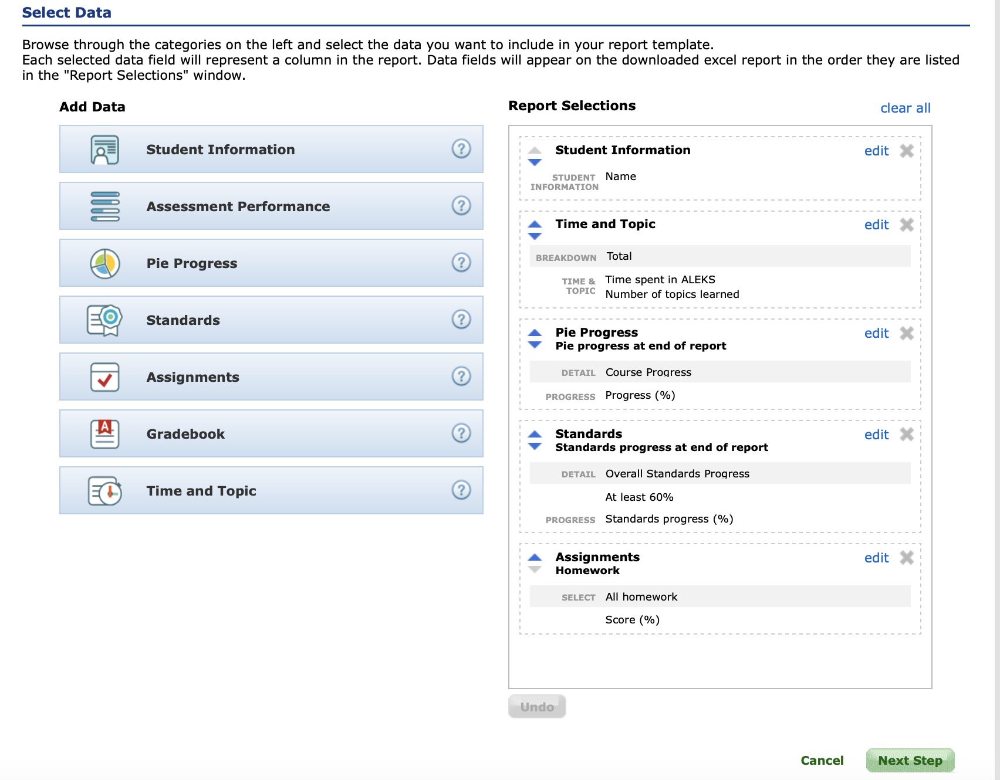 Select Data
Browse through the categories on the left and select the data you want to include in your report template.
Each selected data field will represent a column in the report. Data fields will appear on the downloaded excel report in the order they are listed
in the "Report Selections" window.
Add Data
Student Information
?
Assessment Performance
?
Pie Progress
?
Standards
?
Assignments
?
A
Gradebook
?
Time and Topic
?
Report Selections
clear all
Student Information
edit
STUDENT
INFORMATION
Name
Time and Topic
edit
BREAKDOWN
Total
TIME &
TOPIC
Time spent in ALEKS
Number of topics learned
Pie Progress
edit
Pie progress at end of report
DETAIL
Course Progress
PROGRESS
Progress (%)
Standards
edit
Standards progress at end of report
DETAIL
Overall Standards Progress
At least 60%
PROGRESS
Standards progress (%)
Assignments
edit
Homework
SELECT
All homework
Score (%)
Undo
Cancel
Next Step